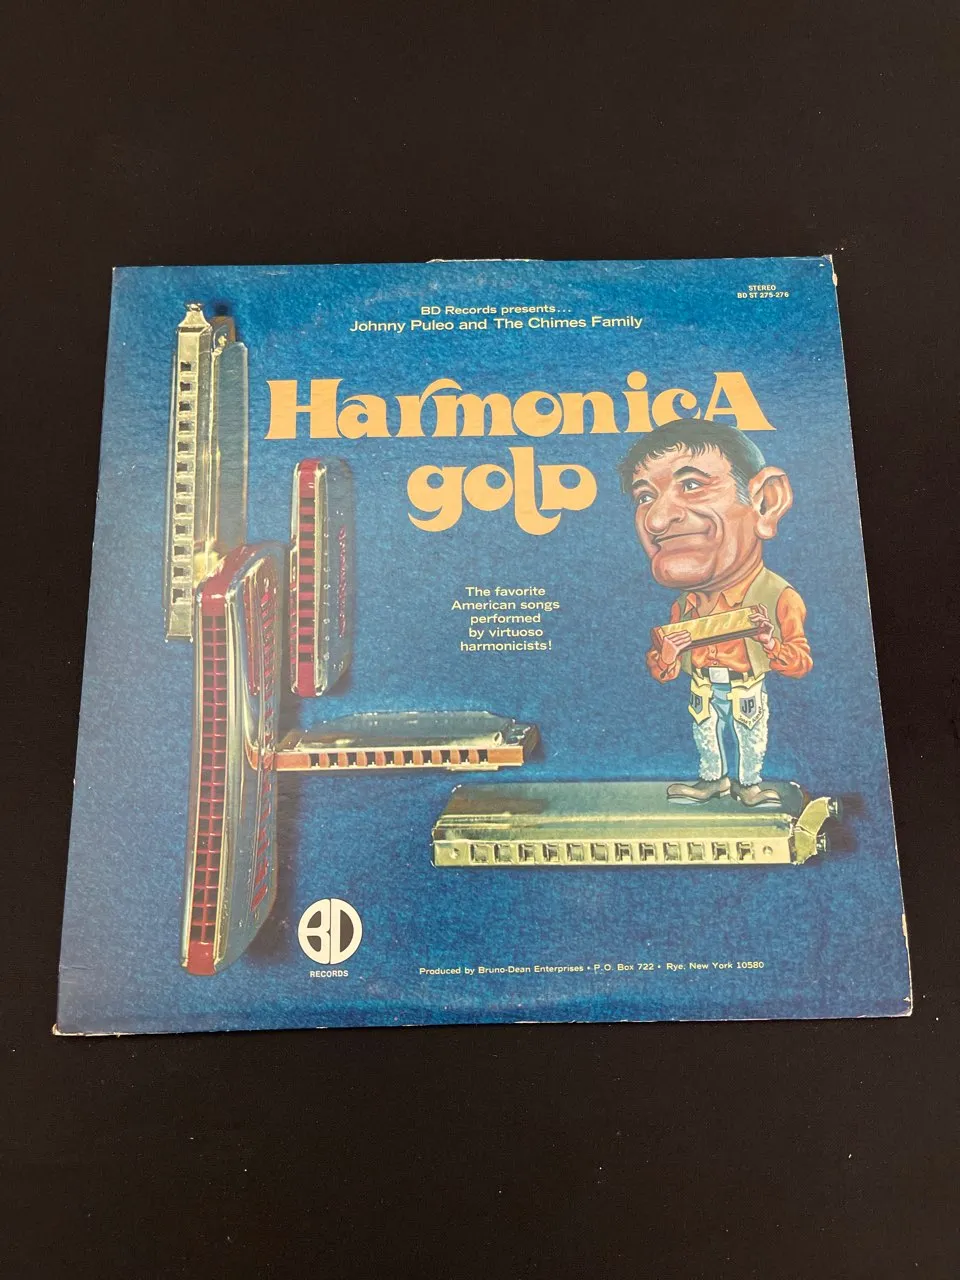 STEREO
BD ST 275-276
BD Records presents...
Johnny Puleo and The Chimes Family
HarmonicA
golD
The favorite
American songs
performed
by virtuoso
harmonicists!
JP
JP
BD
RECORDS
Produced by Bruno-Dean Enterprises • P.O. Box 722 • Rye, New York 10580